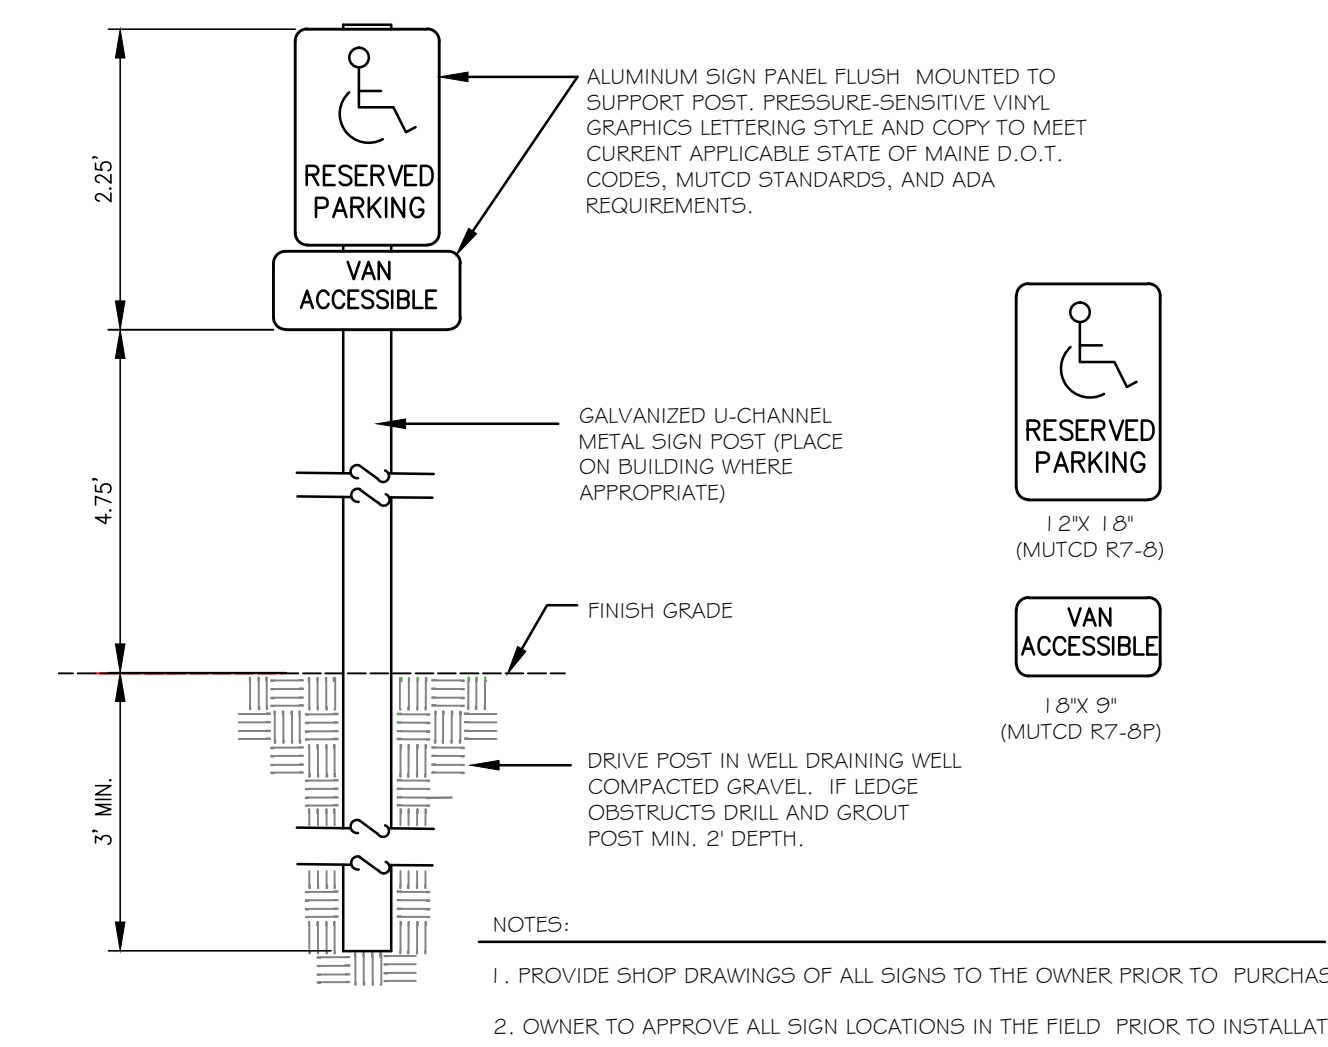 RESERVED
PARKING
VAN
ACCESSIBLE
2.25'
4.75'
3' MIN.
ALUMINUM SIGN PANEL FLUSH MOUNTED TO
SUPPORT POST. PRESSURE-SENSITIVE VINYL
GRAPHICS LETTERING STYLE AND COPY TO MEET
CURRENT APPLICABLE STATE OF MAINE D.O.T.
CODES, MUTCD STANDARDS, AND ADA
REQUIREMENTS.
GALVANIZED U-CHANNEL
METAL SIGN POST (PLACE
ON BUILDING WHERE
APPROPRIATE)
FINISH GRADE
DRIVE POST IN WELL DRAINING WELL
COMPACTED GRAVEL. IF LEDGE
OBSTRUCTS DRILL AND GROUT
POST MIN. 2' DEPTH.
RESERVED
PARKING
12"X 18"
(MUTCD R7-8)
VAN
ACCESSIBLE
18"X 9"
(MUTCD R7-8P)
NOTES:
1. PROVIDE SHOP DRAWINGS OF ALL SIGNS TO THE OWNER PRIOR TO PURCHAS
2. OWNER TO APPROVE ALL SIGN LOCATIONS IN THE FIELD PRIOR TO INSTALLAT